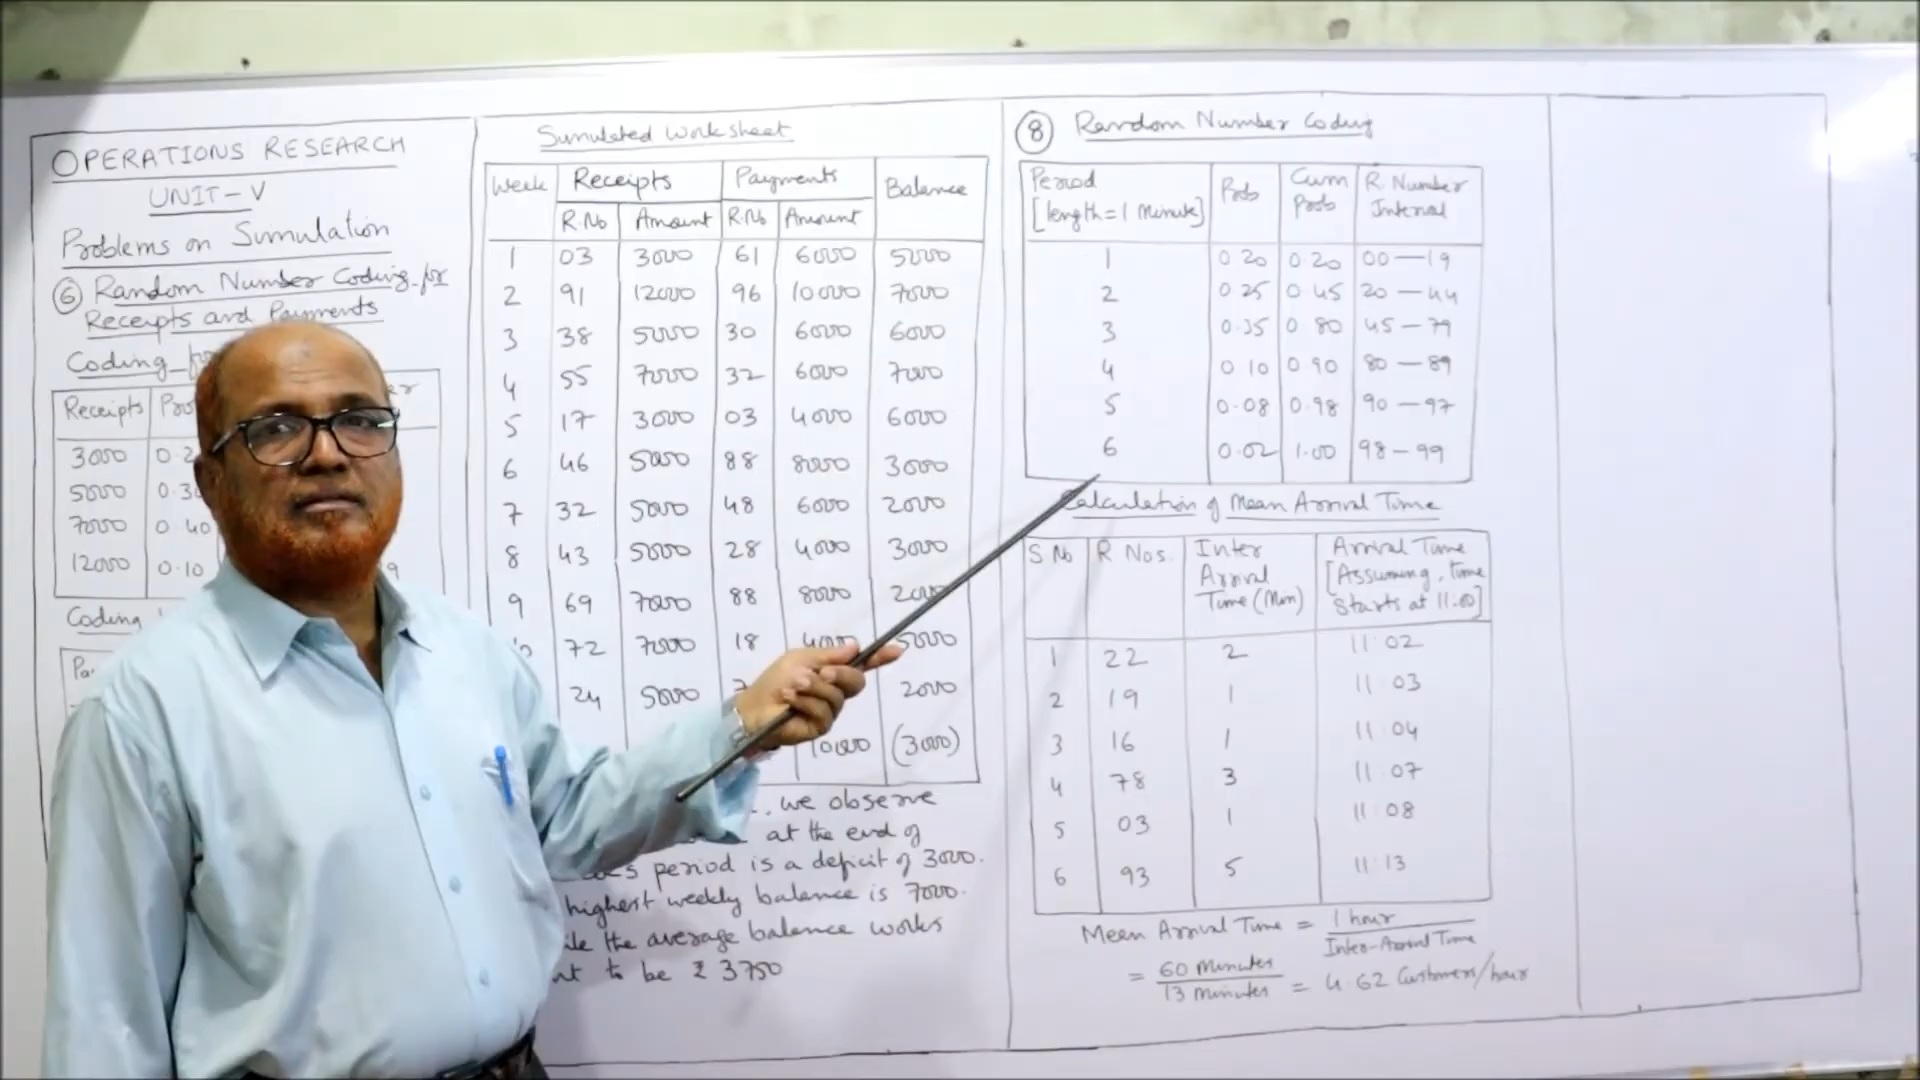 OPERATIONS RESEARCH
UNIT-V
Problems on Simulation
⑥ Random Number Coding for
Receipts and Payments
Coding
Receipts
3000 0.2
5000 0.30
7000 0.40
12000 0.10 9
Coding
Simulated Worksheet
Week Receipts Payments Balance
R.No Amount R.No Amount
1 03 3000 61 6000 5000
2 91 12000 96 10000 7000
3 38 5000 30 6000 6000
4 55 7000 32 6000 7000
5 17 3000 03 4000 6000
6 46 5000 88 8000 3000
7 32 5000 48 6000 2000
8 43 5000 28 4000 3000
9 69 7000 88 8000 2000
72 7000 18 4000 5000
24 5000 2000
10000 (3000)
we observe
at the end of
period is a deficit of 3000.
highest weekly balance is 7000.
the average balance works
to be ₹ 3750
⑧ Random Number Coding
Period Prob Cum R. Number
[length = 1 Minute] Prob Interval
1 0.20 0.20 00 — 19
2 0.25 0.45 20 — 44
3 0.35 0.80 45 — 79
4 0.10 0.90 80 — 89
5 0.08 0.98 90 — 97
6 0.02 1.00 98 — 99
Calculation of Mean Arrival Time
S No R Nos. Inter Arrival Time
Arrival [Assuming, time
Time (Min) Starts at 11.00]
1 22 2 11.02
2 19 1 11.03
3 16 1 11.04
4 78 3 11.07
5 03 1 11.08
6 93 5 11.13
Mean Arrival Time = 1 hour / Inter-Arrival Time
= 60 Minutes / 13 Minutes = 4.62 Customers/hour